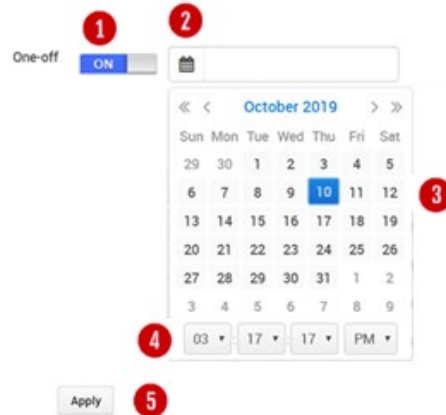 1 2
One-off ON
« < October 2019 > »
Sun Mon Tue Wed Thu Fri Sat
29 30 1 2 3 4 5
6 7 8 9 10 11 12 3
13 14 15 16 17 18 19
20 21 22 23 24 25 26
27 28 29 30 31 1 2
3 4 5 6 7 8 9
4 03 : 17 : 17 PM
Apply 5